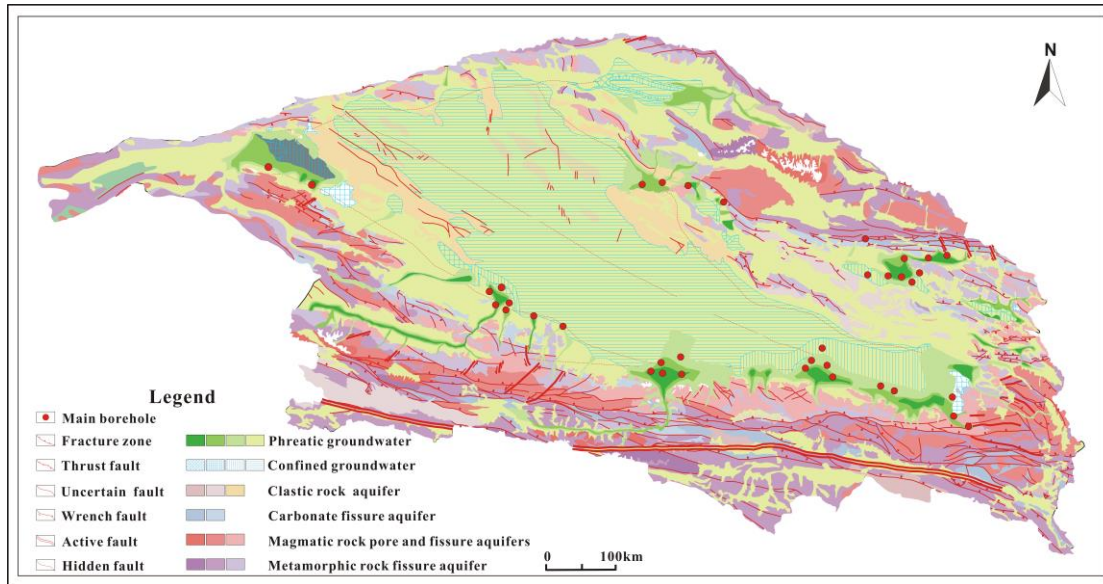 N
Legend
Main borehole
Fracture zone
Phreatic groundwater
Thrust fault
Confined groundwater
Uncertain fault
Clastic rock aquifer
Wrench fault
Carbonate fissure aquifer
Active fault
Magmatic rock pore and fissure aquifers
Hidden fault
Metamorphic rock fissure aquifer
0 100km